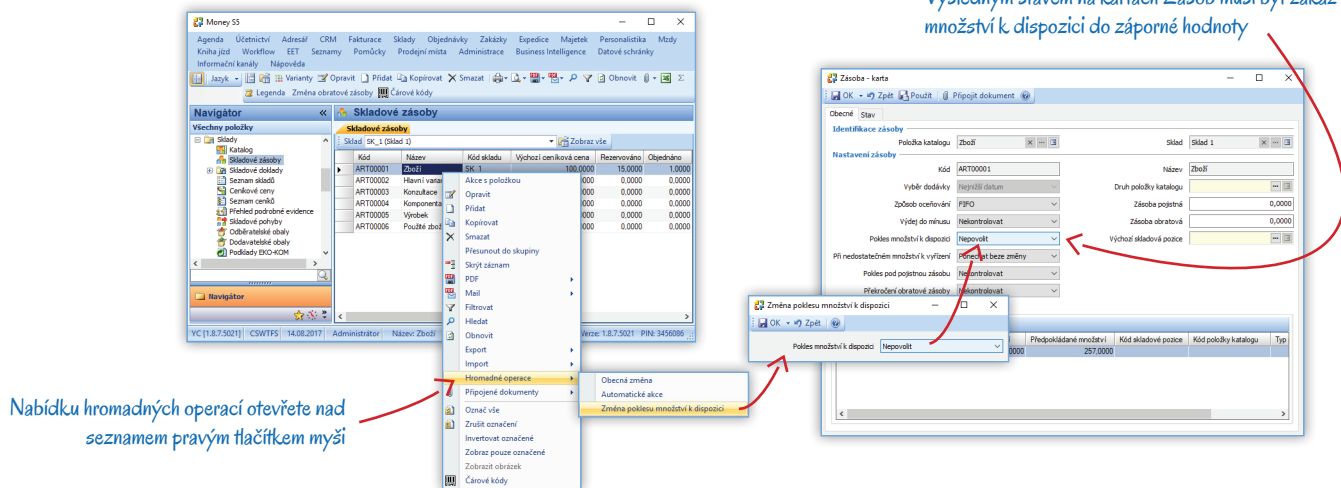 Výsledným stavem na kartách Zásob musí být zákaz
množství k dispozici do záporné hodnoty
Money S5
Agenda Účetnictví Adresář CRM Fakturace Sklady Objednávky Zakázky Expedice Majetek Personalistika Mzdy
Kniha jízd Workflow EET Seznamy Pomůcky Prodejní místa Administrace Business Intelligence Datové schránky
Informační kanály Nápověda
Jazyk Varianty Opravit Přidat Kopírovat Smazat Obnovit
Legenda Změna obratové zásoby Čárové kódy
Navigátor « Skladové zásoby
Všechny položky
Sklady
Katalog
Skladové zásoby
Skladové doklady
Seznam skladů
Ceníkové ceny
Seznam ceníků
Přehled podrobné evidence
Skladové pohyby
Odběratelské obaly
Dodavatelské obaly
Podklady EKO-KOM
Navigátor
Skladové zásoby
Sklad SK_1 (Sklad 1) Zobraz vše
Kód Název Kód skladu Výchozí ceníková cena Rezervováno Objednáno
ART00001 Zboží SK_1 100,0000 15,0000 1,0000
ART00002 Hlavní varia 0000 0,0000 0,0000
ART00003 Konzultace 0000 0,0000 0,0000
ART00004 Komponenta 0000 0,0000 0,0000
ART00005 Výrobek 0000 0,0000 0,0000
ART00006 Použité zbož 0000 0,0000 0,0000
YC [1.8.7.5021] CSWTFS 14.08.2017 Administrátor Název: Zboží Verze: 1.8.7.5021 PIN: 3456086
Akce s položkou
Opravit
Přidat
Kopírovat
Smazat
Přesunout do skupiny
Skrýt záznam
PDF
Mail
Filtrovat
Hledat
Obnovit
Export
Import
Hromadné operace
Připojené dokumenty
Označ vše
Zrušit označení
Invertovat označené
Zobraz pouze označené
Zobrazit obrázek
Čárové kódy
Obecná změna
Automatické akce
Změna poklesu množství k dispozici
Nabídku hromadných operací otevřete nad
seznamem pravým tlačítkem myši
Změna poklesu množství k dispozici
OK Zpět
Pokles množství k dispozici Nepovolit
Zásoba - karta
OK Zpět Použít Připojit dokument
Obecné Stav
Identifikace zásoby
Položka katalogu Zboží Sklad Sklad 1
Nastavení zásoby
Kód ART00001 Název Zboží
Výběr dodávky Nejnižší datum Druh položky katalogu
Způsob oceňování FIFO Zásoba pojistná 0,0000
Výdej do minusu Nekontrolovat Zásoba obratová 0,0000
Pokles množství k dispozici Nepovolit Výchozí skladová pozice
Při nedostatečném množství k vyřízení Ponechat beze změny
Pokles pod pojistnou zásobu Nekontrolovat
Překročení obratové zásoby Nekontrolovat
Předpokládané množství Kód skladové pozice Kód položky katalogu Typ
0000 257,0000